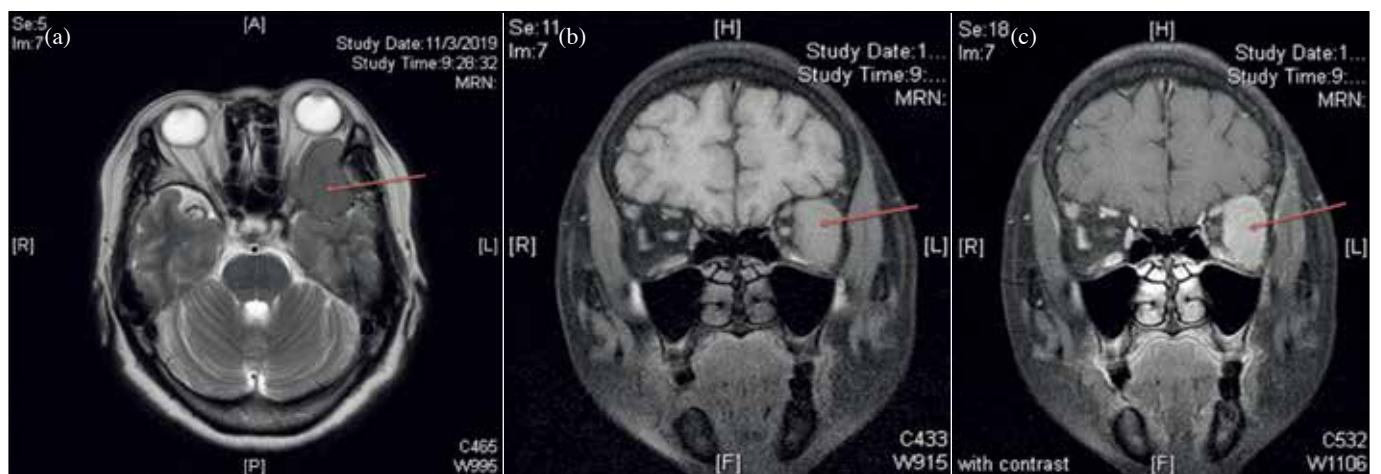 Se:5
Im:7
(a)
[A]
Study Date:11/3/2019
Study Time:9:28:32
MRN:
[R]
[L]
C465
W995
[P]
Se:11
Im:7
(b)
[H]
Study Date:1...
Study Time:9:...
MRN:
[R]
[L]
C433
W915
[F]
Se:18
Im:7
(c)
[H]
Study Date:1...
Study Time:9:...
MRN:
[R]
[L]
C532
W1106
with contrast
[F]